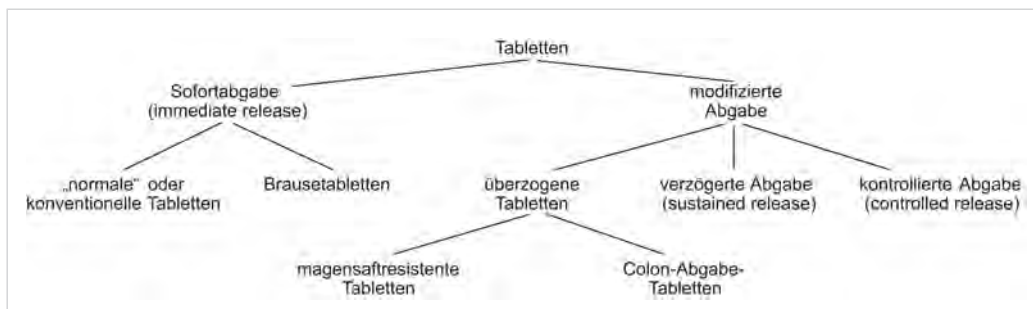 Tabletten
Sofortabgabe
(immediate release)
modifizierte
Abgabe
„normale“ oder
konventionelle Tabletten
Brausetabletten
überzogene
Tabletten
verzögerte Abgabe
(sustained release)
kontrollierte Abgabe
(controlled release)
magensaftresistente
Tabletten
Colon-Abgabe-
Tabletten